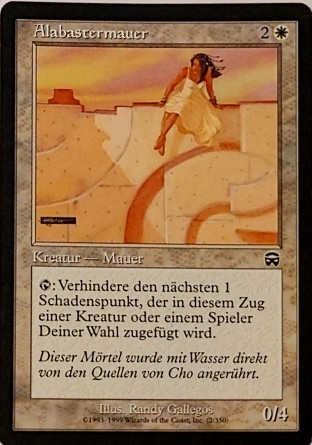 Alabastermauer 2
Kreatur — Mauer
: Verhindere den nächsten 1
Schadenspunkt, der in diesem Zug
einer Kreatur oder einem Spieler
Deiner Wahl zugefügt wird.
Dieser Mörtel wurde mit Wasser direkt
von den Quellen von Cho angerührt.
Illus. Randy Gallegos
©1993-1999 Wizards of the Coast, Inc. (2/350)
0/4